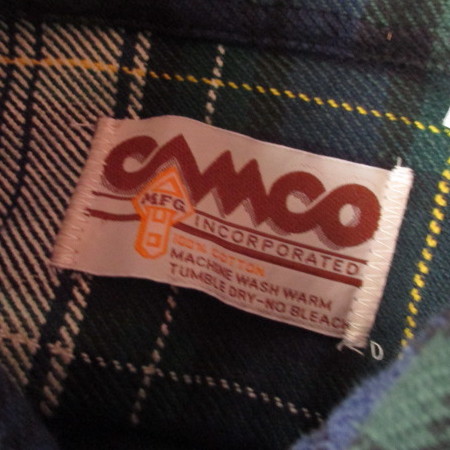 CAMCO
MFG
INCORPORATED
100% COTTON
MACHINE WASH WARM
TUMBLE DRY-NO BLEACH